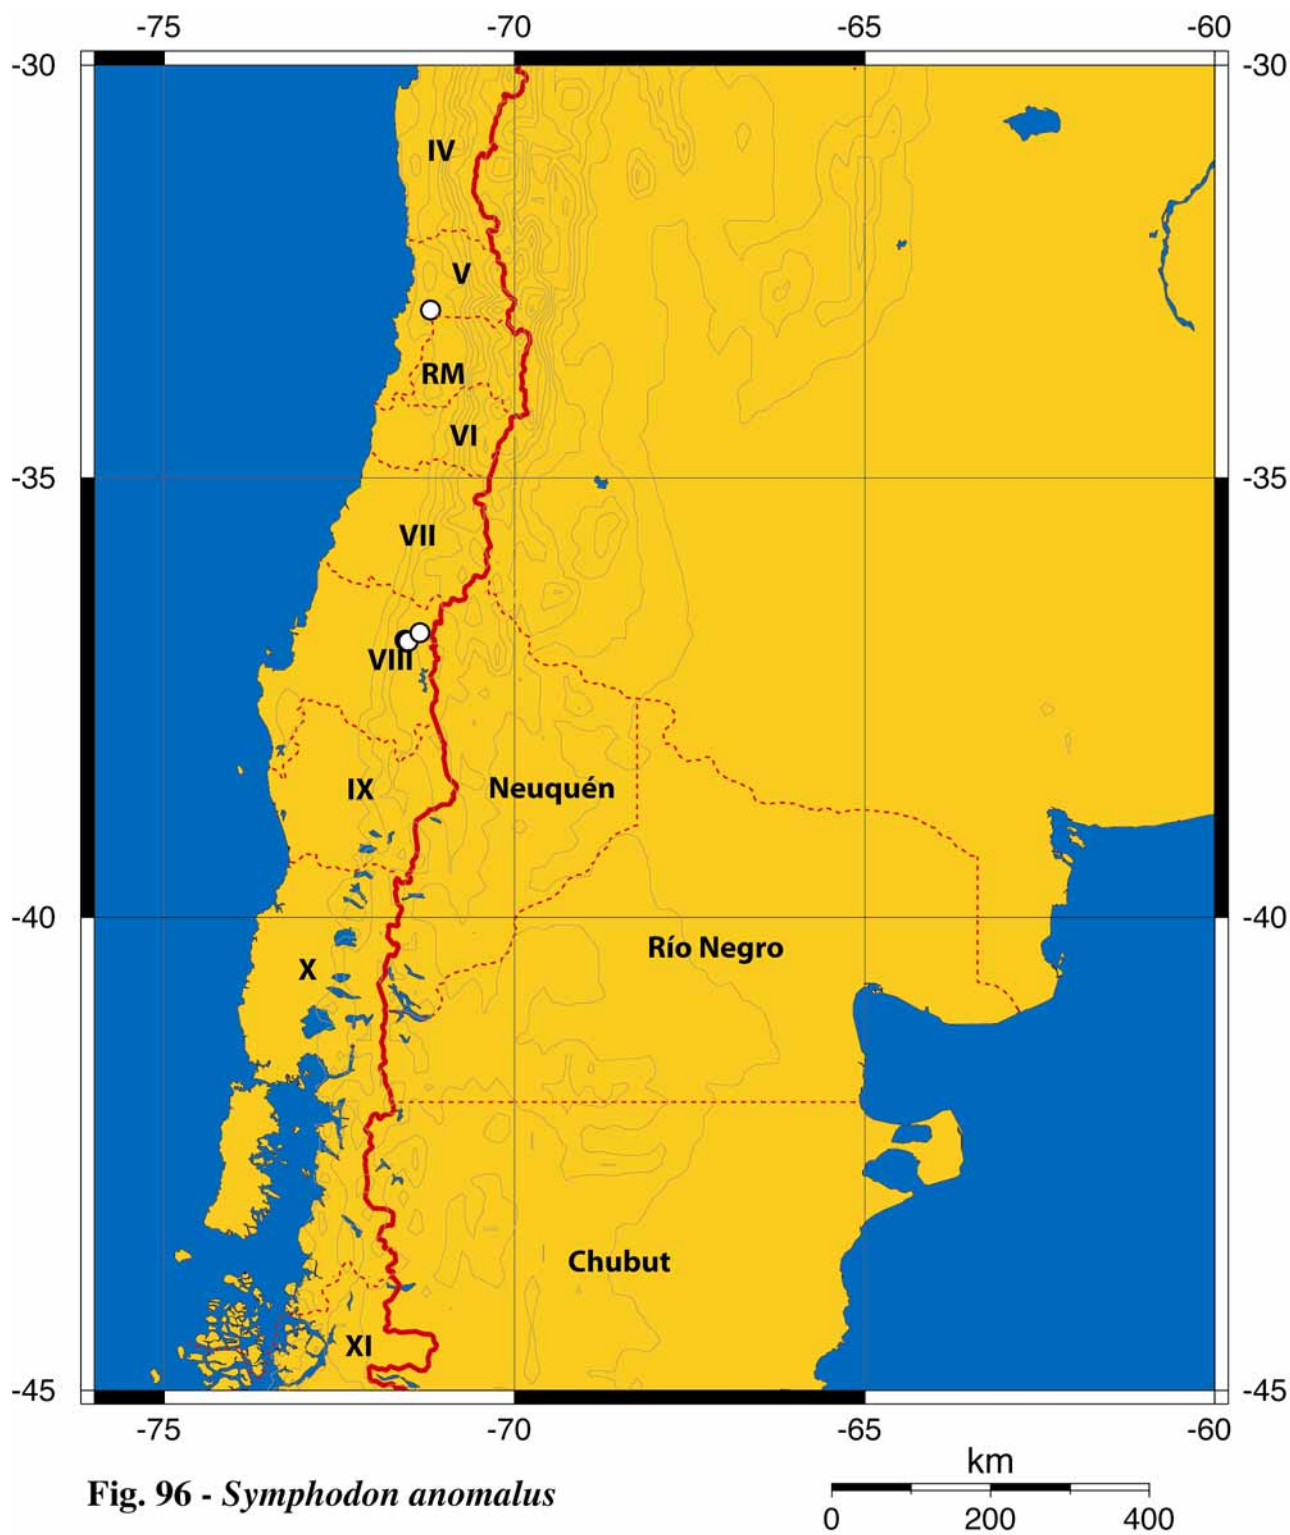 -75 -70 -65 -60
-30 -30
IV
V
RM
VI
-35 -35
VII
VIII
IX Neuquén
-40 -40
Río Negro
X
Chubut
XI
-45 -45
-75 -70 -65 -60
km
Fig. 96 - Symphodon anomalus
0 200 400